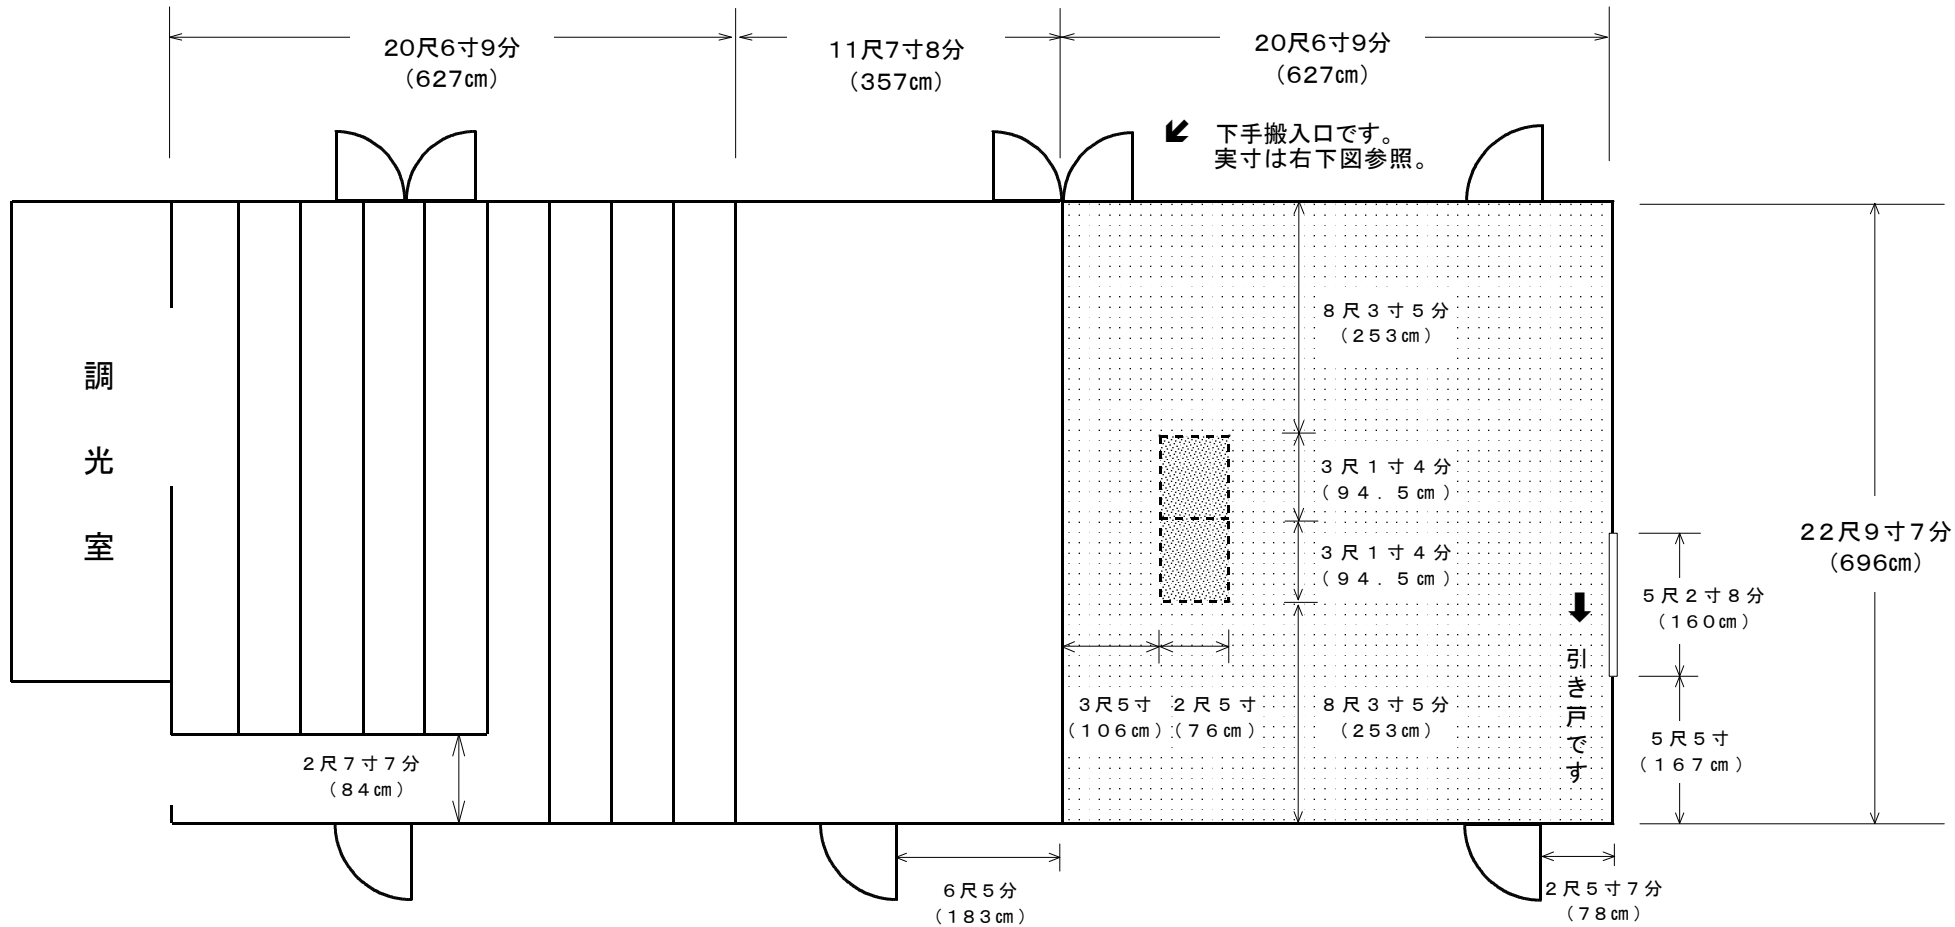 20尺6寸9分
（627㎝）
11尺7寸8分
（357㎝）
20尺6寸9分
（627㎝）
下手搬入口です。
実寸は右下図参照。
調光室
8尺3寸5分
（253㎝）
3尺1寸4分
（94．5㎝）
3尺1寸4分
（94．5㎝）
22尺9寸7分
（696㎝）
5尺2寸8分
（160㎝）
引き戸です
3尺5寸
（106㎝）
2尺5寸
（76㎝）
8尺3寸5分
（253㎝）
5尺5寸
（167㎝）
2尺7寸7分
（84㎝）
6尺5分
（183㎝）
2尺5寸7分
（78㎝）